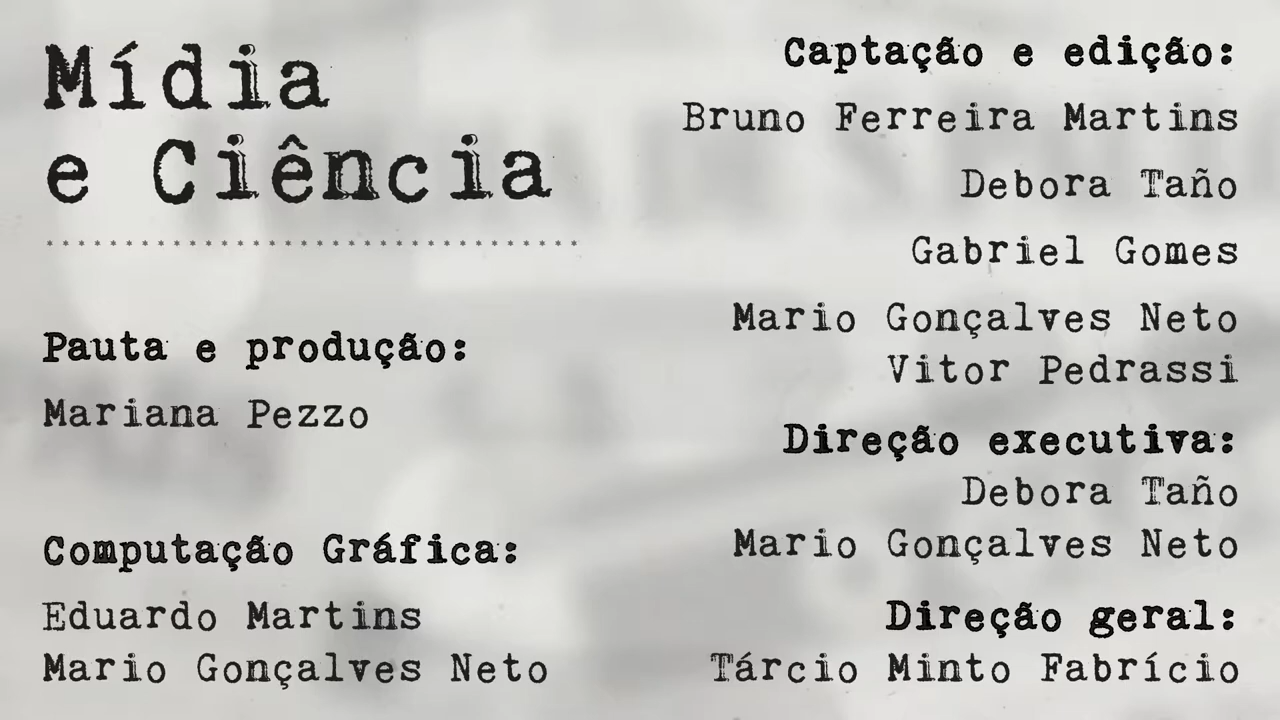 Mídia
e Ciência
Pauta e produção:
Mariana Pezzo
Computação Gráfica:
Eduardo Martins
Mario Gonçalves Neto
Captação e edição:
Bruno Ferreira Martins
Debora Taño
Gabriel Gomes
Mario Gonçalves Neto
Vitor Pedrassi
Direção executiva:
Debora Taño
Mario Gonçalves Neto
Direção geral:
Tárcio Minto Fabrício